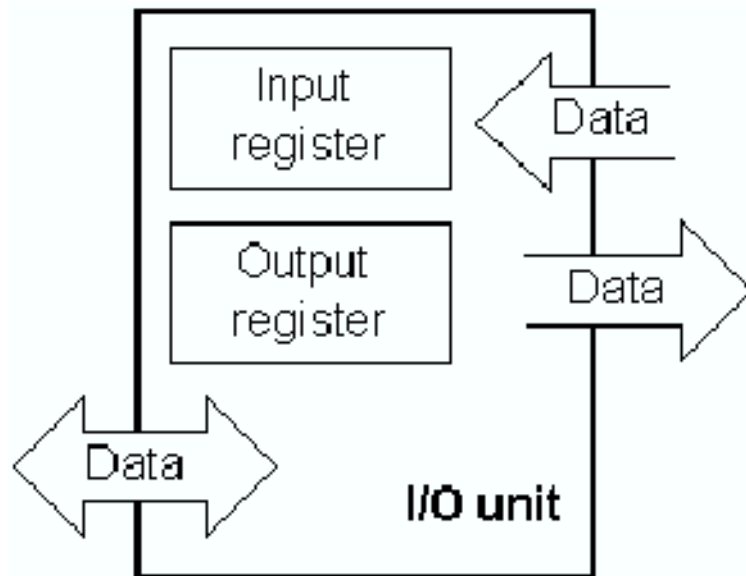 Input
register
Data
Output
register
Data
Data
I/O unit